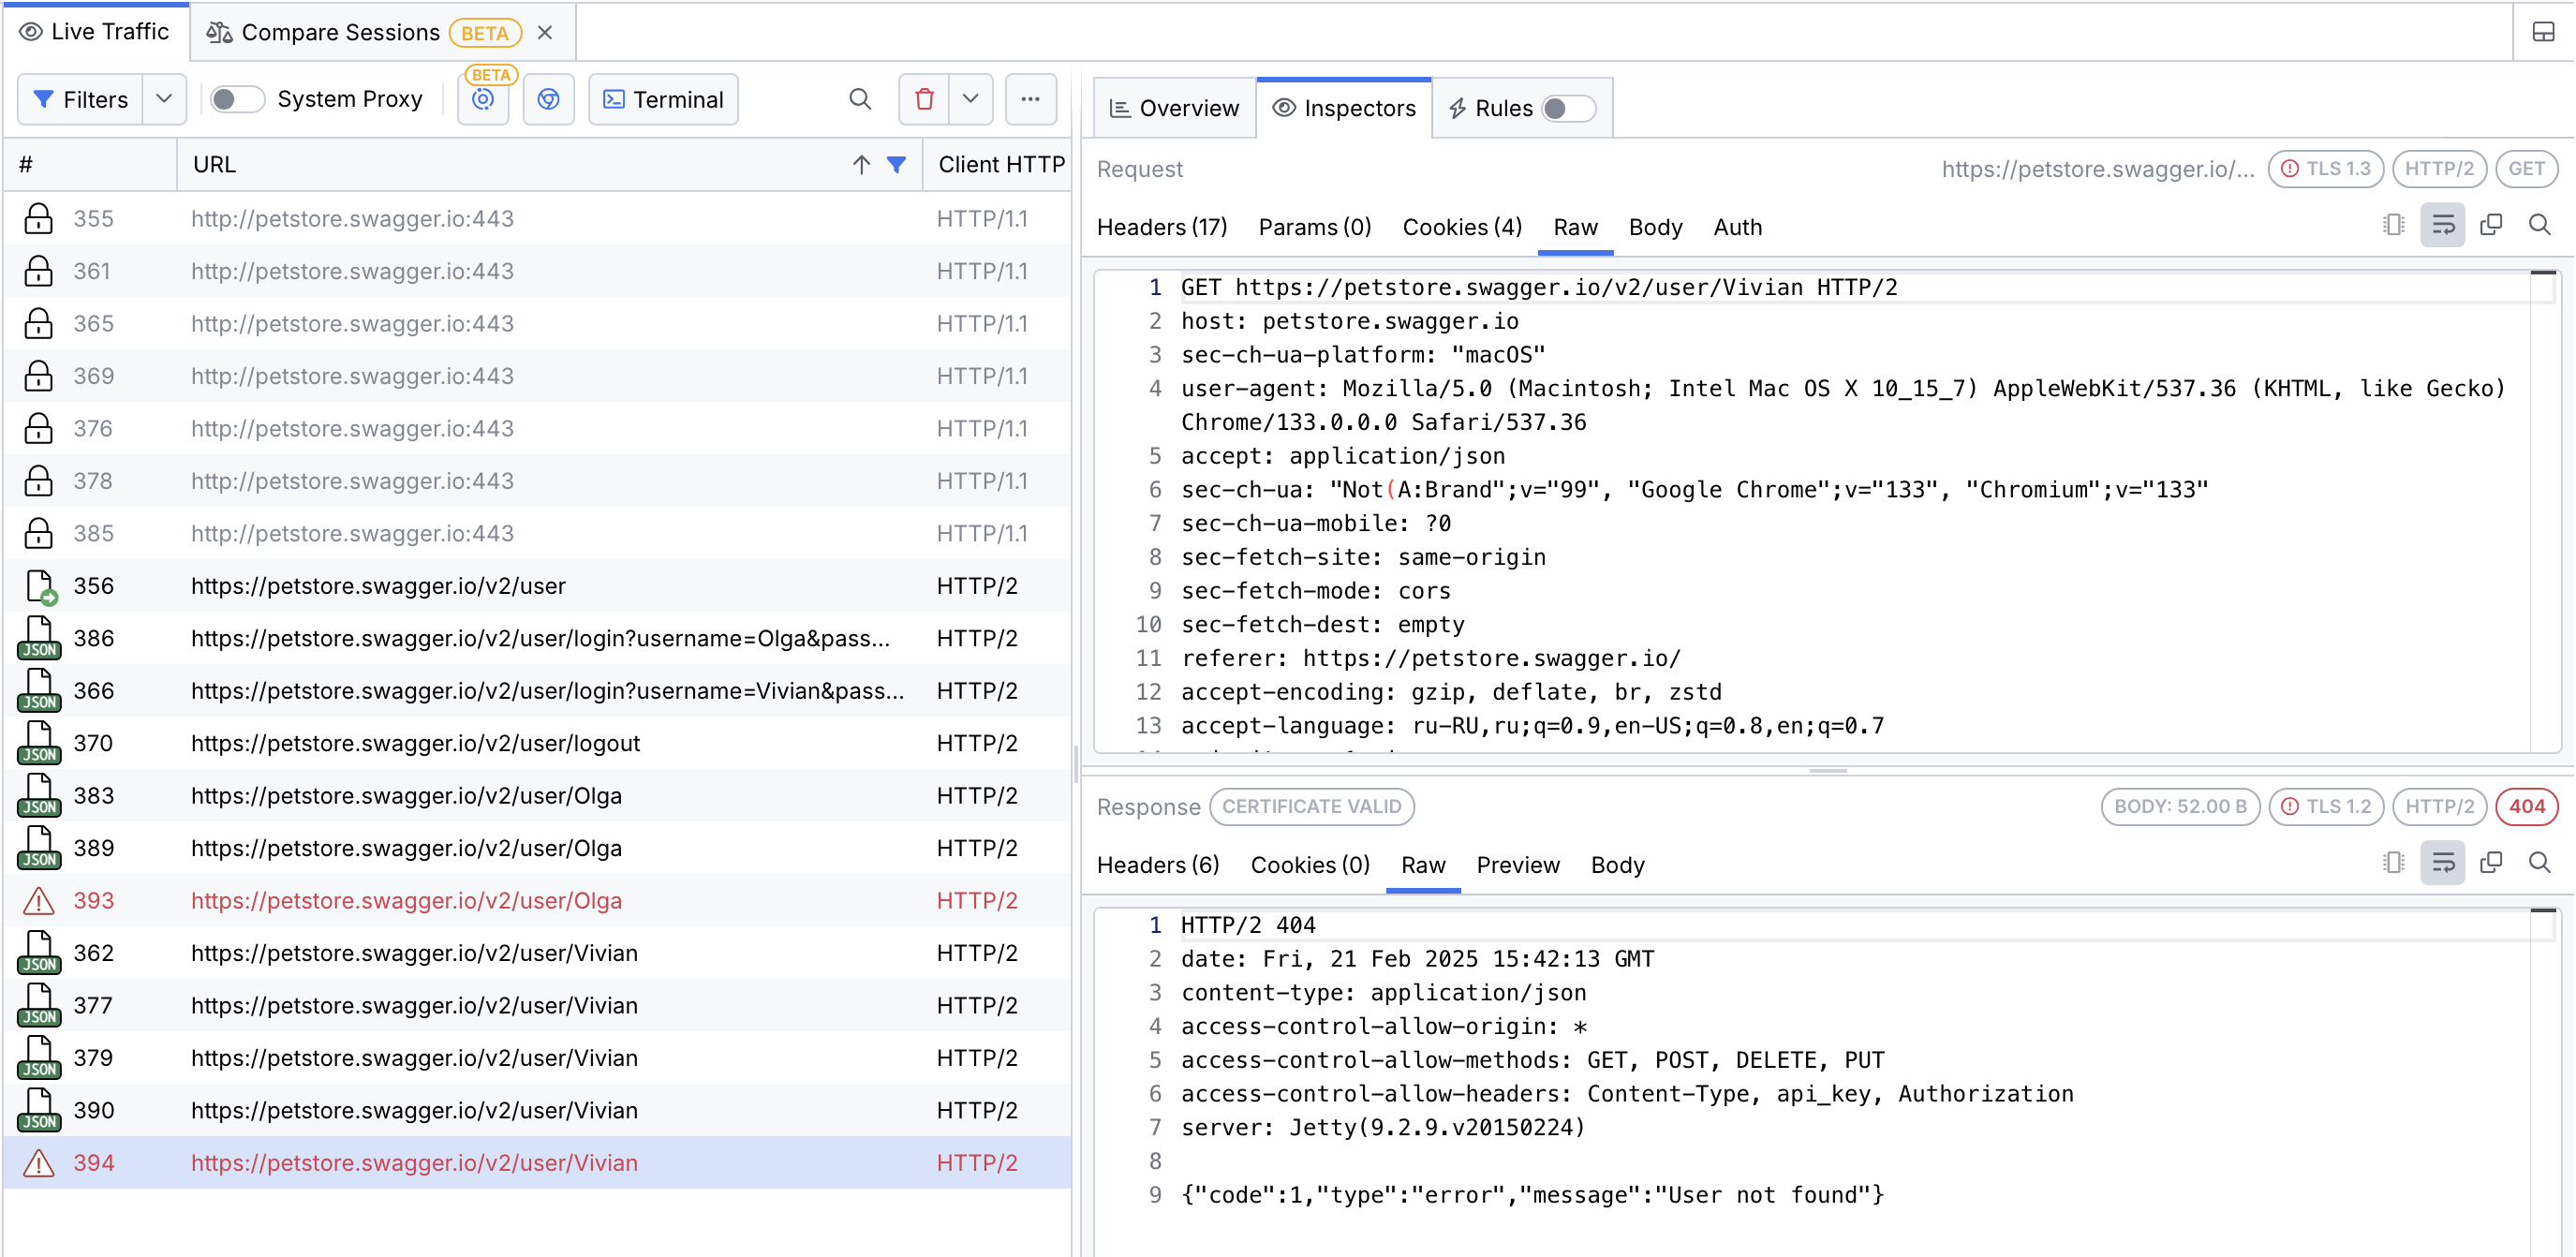 Live Traffic
Compare Sessions BETA
Filters
System Proxy
BETA
Terminal
# URL Client HTTP
355 http://petstore.swagger.io:443 HTTP/1.1
361 http://petstore.swagger.io:443 HTTP/1.1
365 http://petstore.swagger.io:443 HTTP/1.1
369 http://petstore.swagger.io:443 HTTP/1.1
376 http://petstore.swagger.io:443 HTTP/1.1
378 http://petstore.swagger.io:443 HTTP/1.1
385 http://petstore.swagger.io:443 HTTP/1.1
356 https://petstore.swagger.io/v2/user HTTP/2
JSON 386 https://petstore.swagger.io/v2/user/login?username=Olga&pass... HTTP/2
JSON 366 https://petstore.swagger.io/v2/user/login?username=Vivian&pass... HTTP/2
JSON 370 https://petstore.swagger.io/v2/user/logout HTTP/2
JSON 383 https://petstore.swagger.io/v2/user/Olga HTTP/2
JSON 389 https://petstore.swagger.io/v2/user/Olga HTTP/2
393 https://petstore.swagger.io/v2/user/Olga HTTP/2
JSON 362 https://petstore.swagger.io/v2/user/Vivian HTTP/2
JSON 377 https://petstore.swagger.io/v2/user/Vivian HTTP/2
JSON 379 https://petstore.swagger.io/v2/user/Vivian HTTP/2
JSON 390 https://petstore.swagger.io/v2/user/Vivian HTTP/2
394 https://petstore.swagger.io/v2/user/Vivian HTTP/2
Overview Inspectors Rules
Request https://petstore.swagger.io/... TLS 1.3 HTTP/2 GET
Headers (17) Params (0) Cookies (4) Raw Body Auth
1 GET https://petstore.swagger.io/v2/user/Vivian HTTP/2
2 host: petstore.swagger.io
3 sec-ch-ua-platform: "macOS"
4 user-agent: Mozilla/5.0 (Macintosh; Intel Mac OS X 10_15_7) AppleWebKit/537.36 (KHTML, like Gecko)
Chrome/133.0.0.0 Safari/537.36
5 accept: application/json
6 sec-ch-ua: "Not(A:Brand";v="99", "Google Chrome";v="133", "Chromium";v="133"
7 sec-ch-ua-mobile: ?0
8 sec-fetch-site: same-origin
9 sec-fetch-mode: cors
10 sec-fetch-dest: empty
11 referer: https://petstore.swagger.io/
12 accept-encoding: gzip, deflate, br, zstd
13 accept-language: ru-RU,ru;q=0.9,en-US;q=0.8,en;q=0.7
Response CERTIFICATE VALID BODY: 52.00 B TLS 1.2 HTTP/2 404
Headers (6) Cookies (0) Raw Preview Body
1 HTTP/2 404
2 date: Fri, 21 Feb 2025 15:42:13 GMT
3 content-type: application/json
4 access-control-allow-origin: *
5 access-control-allow-methods: GET, POST, DELETE, PUT
6 access-control-allow-headers: Content-Type, api_key, Authorization
7 server: Jetty(9.2.9.v20150224)
8
9 {"code":1,"type":"error","message":"User not found"}